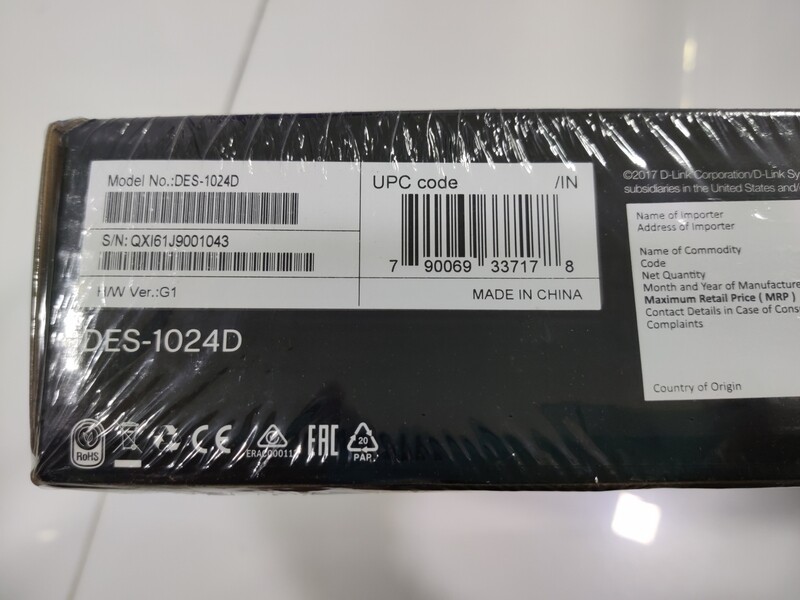 Model No.:DES-1024D
S/N: QXI61J9001043
H/W Ver.:G1
UPC code /IN
7 90069 33717 8
MADE IN CHINA
DES-1024D
RoHS
CE
ERAC00011
EAC
20
PAP
©2017 D-Link Corporation/D-Link Sy
subsidiaries in the United States and/
Name of Importer
Address of Importer
Name of Commodity
Code
Net Quantity
Month and Year of Manufacture
Maximum Retail Price ( MRP )
Contact Details in Case of Cons
Complaints
Country of Origin